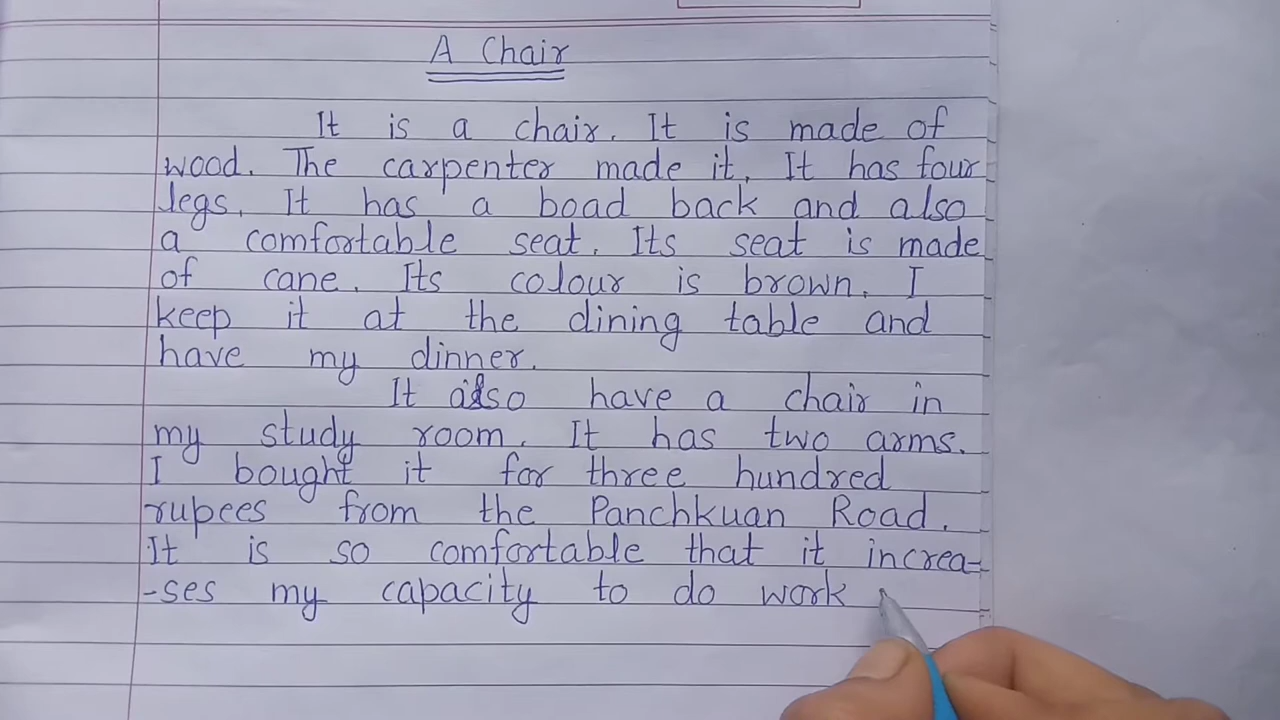 A Chair
It is a chair. It is made of
wood. The carpenter made it. It has four
legs. It has a boad back and also
a comfortable seat. Its seat is made
of cane. Its colour is brown. I
keep it at the dining table and
have my dinner.
It also have a chair in
my study room. It has two arms.
I bought it for three hundred
rupees from the Panchkuan Road.
It is so comfortable that it increa-
-ses my capacity to do work